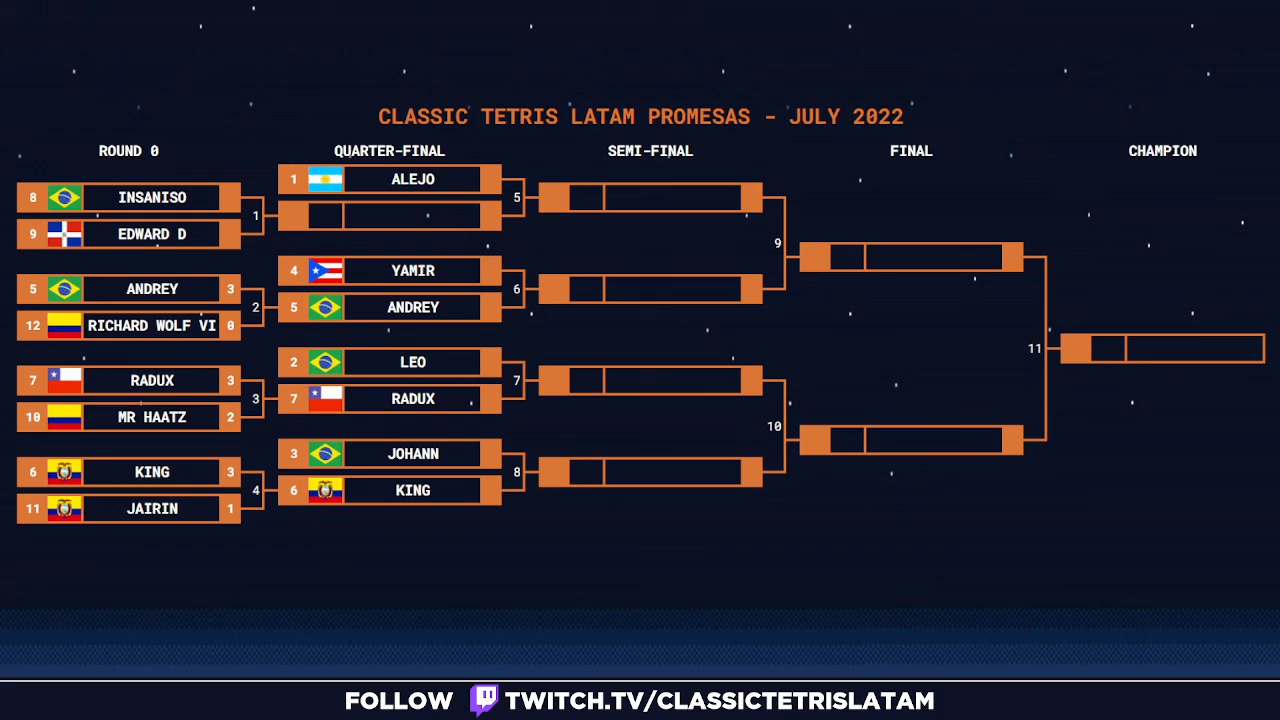 CLASSIC TETRIS LATAM PROMESAS - JULY 2022
ROUND 0
8 INSANISO
9 EDWARD D
1
5 ANDREY 3
12 RICHARD WOLF VI 0
2
7 RADUX 3
10 MR HAATZ 2
3
6 KING 3
11 JAIRIN 1
4
QUARTER-FINAL
1 ALEJO
5
4 YAMIR
5 ANDREY
6
2 LEO
7 RADUX
7
3 JOHANN
6 KING
8
SEMI-FINAL
9
10
FINAL
11
CHAMPION
FOLLOW TWITCH.TV/CLASSICTETRISLATAM